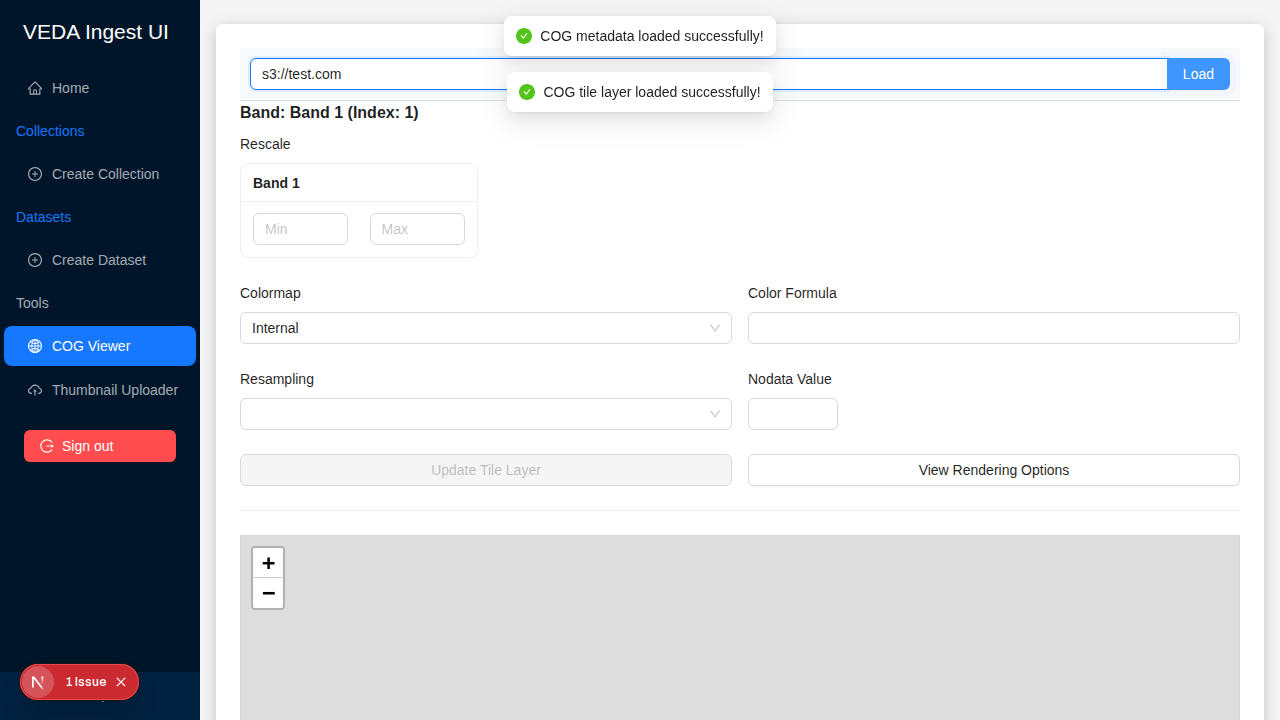 VEDA Ingest UI
Home
Collections
Create Collection
Datasets
Create Dataset
Tools
COG Viewer
Thumbnail Uploader
Sign out
1 Issue
COG metadata loaded successfully!
s3://test.com
Load
COG tile layer loaded successfully!
Band: Band 1 (Index: 1)
Rescale
Band 1
Min
Max
Colormap
Color Formula
Internal
Resampling
Nodata Value
Update Tile Layer
View Rendering Options
+
−